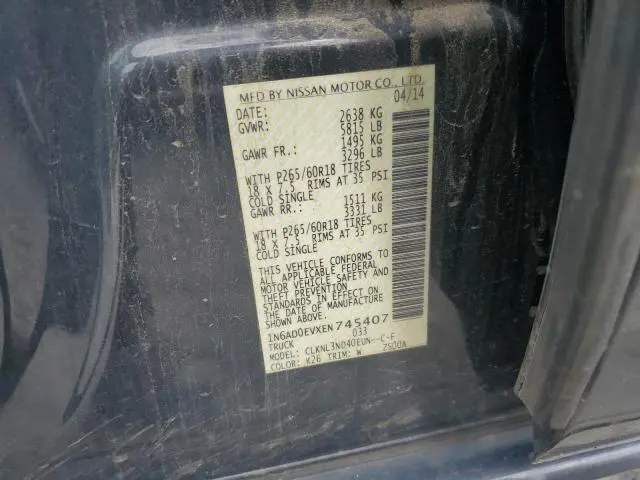 MFD BY NISSAN MOTOR CO., LTD.
DATE: 04/14
GVWR: 2638 KG
5815 LB
GAWR FR.: 1495 KG
3296 LB
WITH P265/60R18 TIRES
18 X 7.5 RIMS AT 35 PSI
COLD SINGLE
GAWR RR.: 1511 KG
3331 LB
WITH P265/60R18 TIRES
18 X 7.5 RIMS AT 35 PSI
COLD SINGLE
THIS VEHICLE CONFORMS TO
ALL APPLICABLE FEDERAL
MOTOR VEHICLE SAFETY AND
THEFT PREVENTION
STANDARDS IN EFFECT ON
THE DATE OF MANUFACTURE
SHOWN ABOVE.
1N6AD0EVXEN745407
TRUCK 033
MODEL: CLKNL3ND40EUN--C-F
COLOR: K26 TRIM: W ZS00A